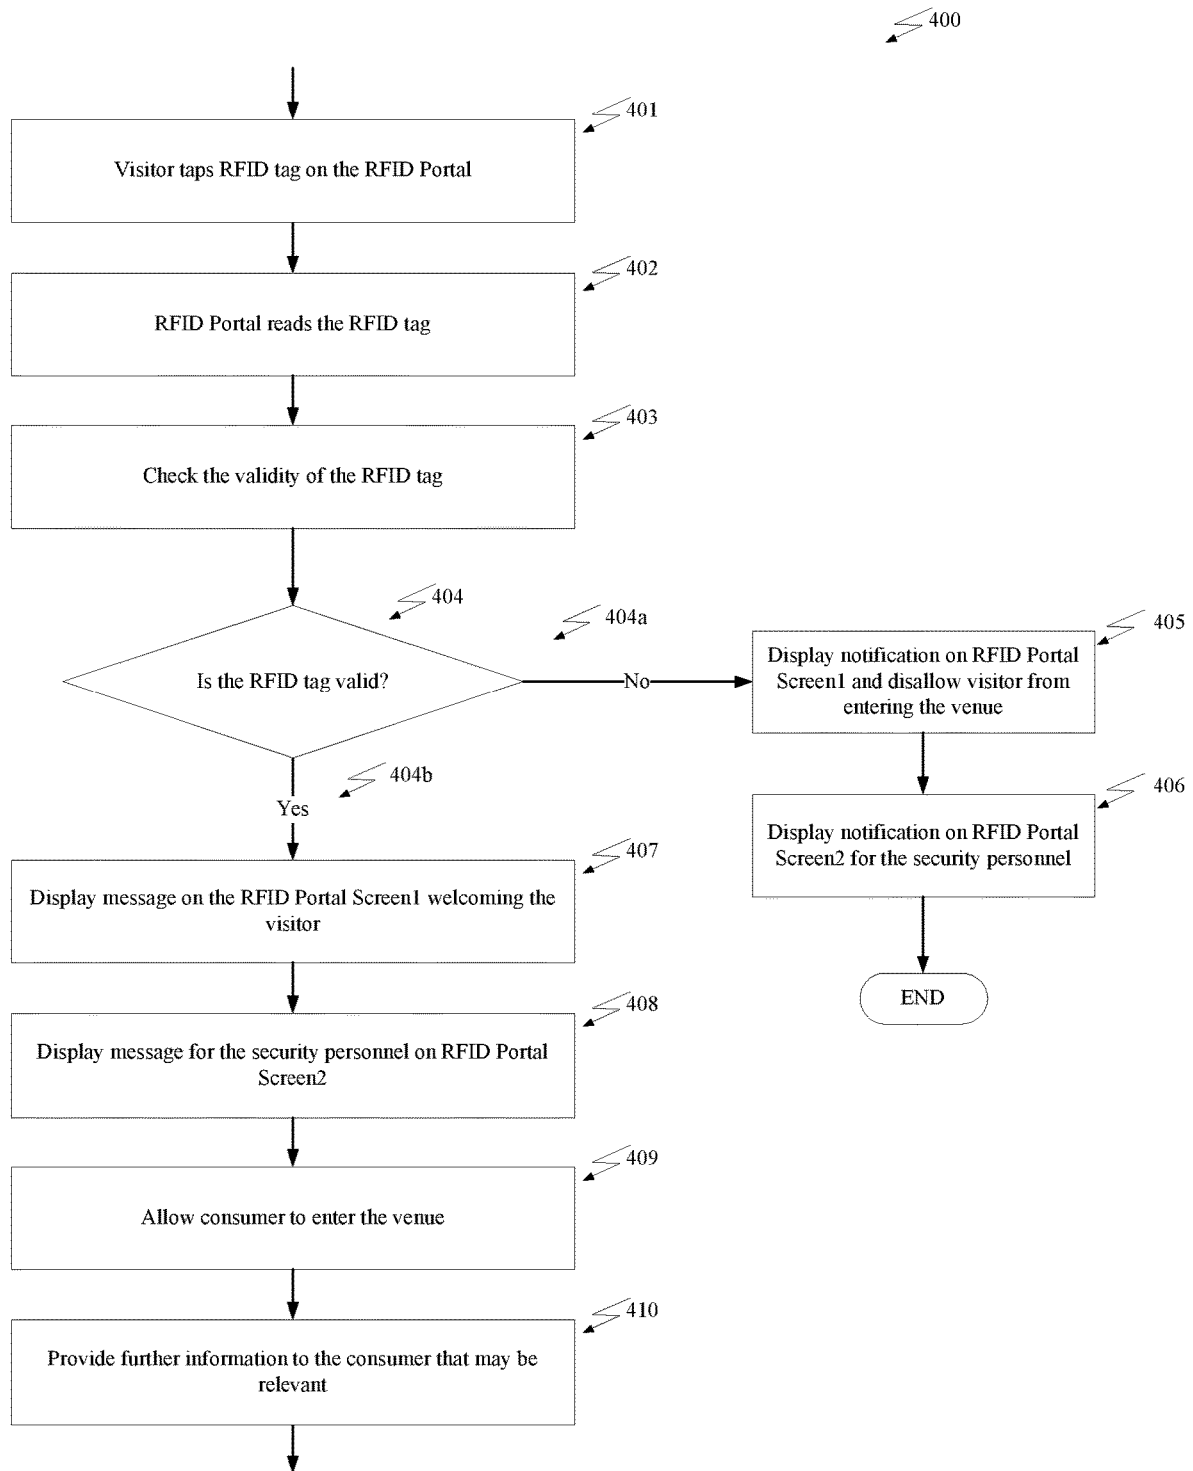 400
401
Visitor taps RFID tag on the RFID Portal
402
RFID Portal reads the RFID tag
403
Check the validity of the RFID tag
404
Is the RFID tag valid?
404a
No
405
Display notification on RFID Portal
Screen1 and disallow visitor from
entering the venue
406
Display notification on RFID Portal
Screen2 for the security personnel
END
404b
Yes
407
Display message on the RFID Portal Screen1 welcoming the
visitor
408
Display message for the security personnel on RFID Portal
Screen2
409
Allow consumer to enter the venue
410
Provide further information to the consumer that may be
relevant